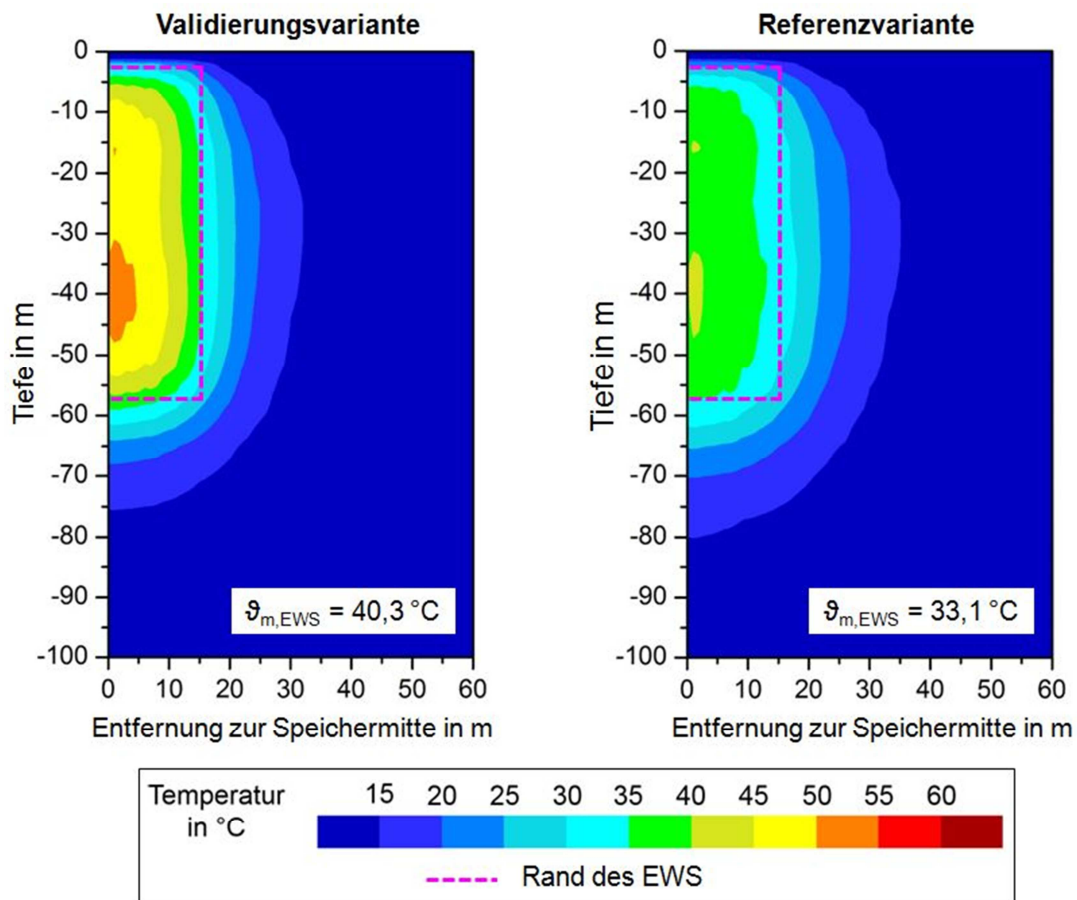 Validierungsvariante
Referenzvariante
0
-10
-20
-30
-40
-50
-60
-70
-80
-90
-100
Tiefe in m
ϑm,EWS = 40,3 °C
0 10 20 30 40 50 60
Entfernung zur Speichermitte in m
0
-10
-20
-30
-40
-50
-60
-70
-80
-90
-100
Tiefe in m
ϑm,EWS = 33,1 °C
0 10 20 30 40 50 60
Entfernung zur Speichermitte in m
Temperatur
in °C
15 20 25 30 35 40 45 50 55 60
Rand des EWS